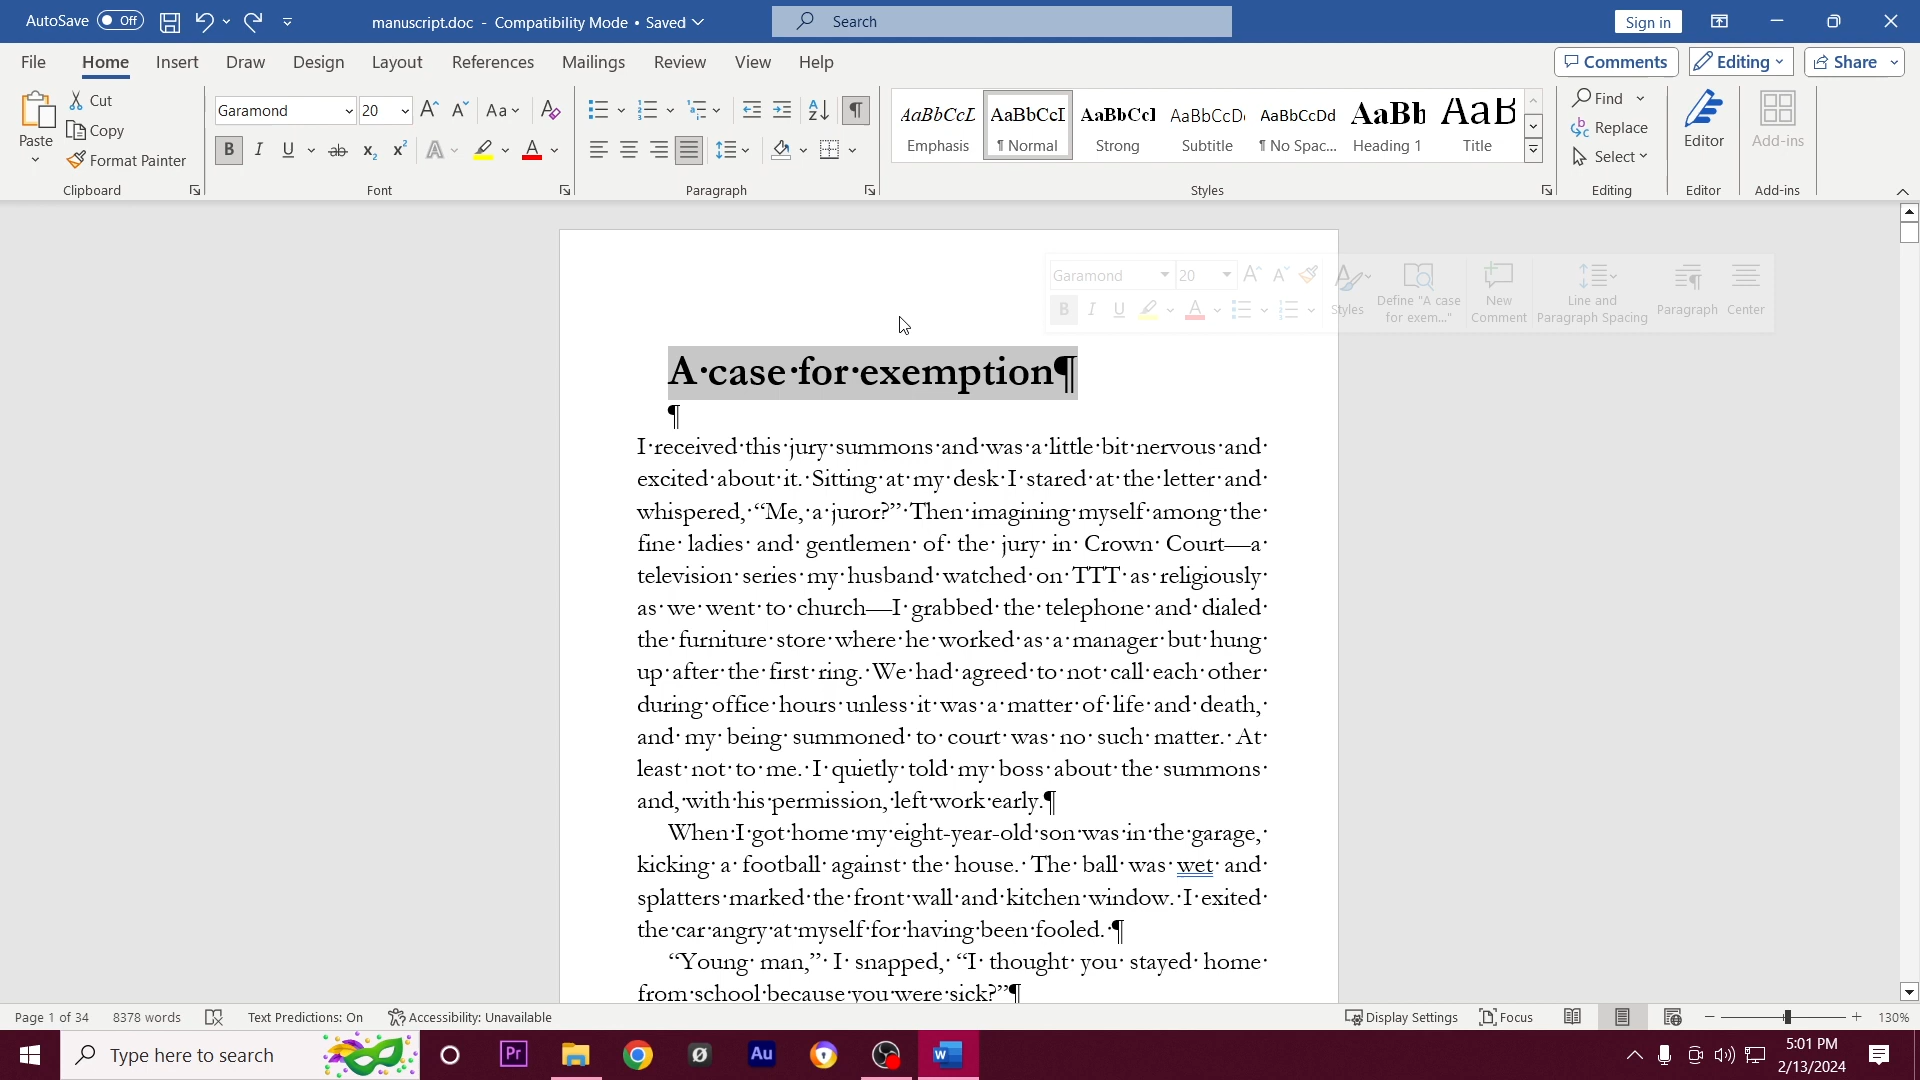 AutoSave Off manuscript.doc - Compatibility Mode • Saved Search Sign in
File Home Insert Draw Design Layout References Mailings Review View Help Comments Editing Share
Paste Cut Copy Format Painter
Clipboard
Garamond 20 Aa
B I U ab x₂ x² A A
Font
Paragraph
AaBbCcL AaBbCcI AaBbCcI AaBbCcD AaBbCcDd AaBb AaB
Emphasis ¶ Normal Strong Subtitle ¶ No Spac... Heading 1 Title
Styles
Find Replace Select
Editing
Editor
Editor
Add-ins
Add-ins
Garamond 20
B I U A Styles Define "A case for exem..." New Comment Line and Paragraph Spacing Paragraph Center
A·case·for·exemption¶
¶
I·received·this·jury·summons·and·was·a·little·bit·nervous·and·
excited·about·it.·Sitting·at·my·desk·I·stared·at·the·letter·and·
whispered,·“Me,·a·juror?”·Then·imagining·myself·among·the·
fine·ladies·and·gentlemen·of·the·jury·in·Crown·Court—a·
television·series·my·husband·watched·on·TTT·as·religiously·
as·we·went·to·church—I·grabbed·the·telephone·and·dialed·
the·furniture·store·where·he·worked·as·a·manager·but·hung·
up·after·the·first·ring.·We·had·agreed·to·not·call·each·other·
during·office·hours·unless·it·was·a·matter·of·life·and·death,·
and·my·being·summoned·to·court·was·no·such·matter.·At·
least·not·to·me.·I·quietly·told·my·boss·about·the·summons·
and,·with·his·permission,·left·work·early.¶
When·I·got·home·my·eight-year-old·son·was·in·the·garage,·
kicking·a·football·against·the·house.·The·ball·was·wet·and·
splatters·marked·the·front·wall·and·kitchen·window.·I·exited·
the·car·angry·at·myself·for·having·been·fooled.·¶
“Young·man,”·I·snapped,·“I·thought·you·stayed·home·
from·school·because·you·were·sick?”¶
Page 1 of 34 8378 words Text Predictions: On Accessibility: Unavailable Display Settings Focus 130%
Type here to search Pr Au W 5:01 PM
2/13/2024